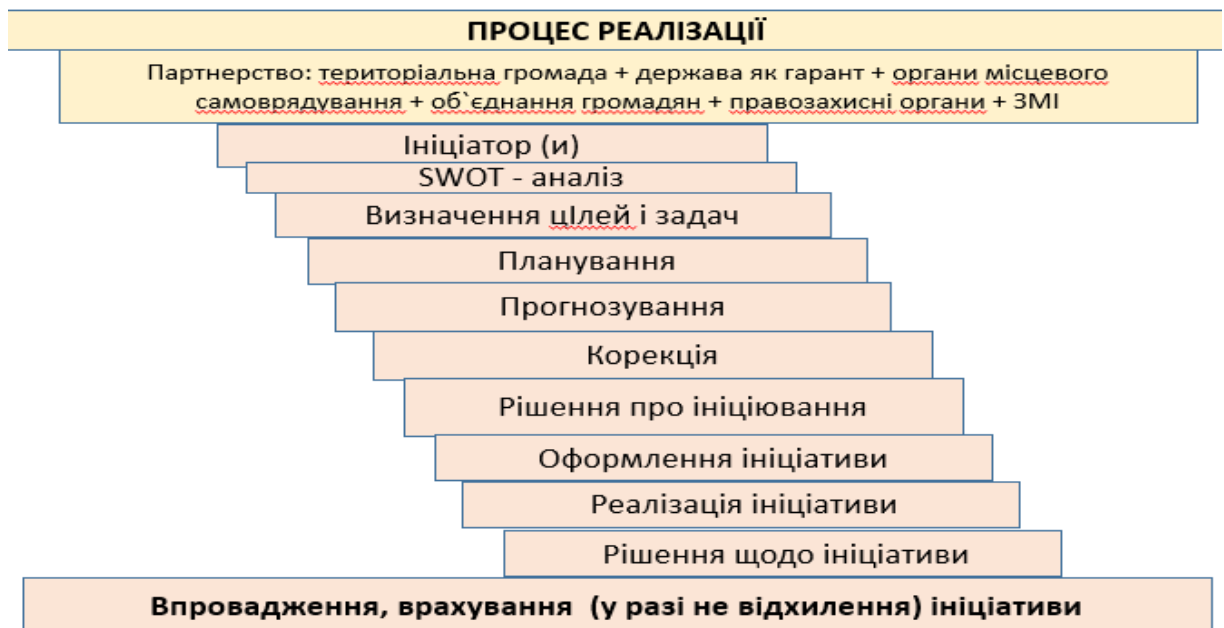 ПРОЦЕС РЕАЛІЗАЦІЇ
Партнерство: територіальна громада + держава як гарант + органи місцевого
самоврядування + об`єднання громадян + правозахисні органи + ЗМІ
Ініціатор (и)
SWOT - аналіз
Визначення цІлей і задач
Планування
Прогнозування
Корекція
Рішення про ініціювання
Оформлення ініціативи
Реалізація ініціативи
Рішення щодо ініціативи
Впровадження, врахування (у разі не відхилення) ініціативи